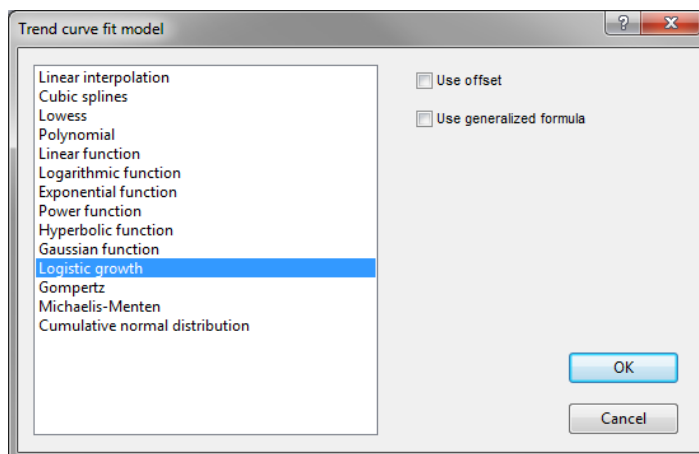 Trend curve fit model
Linear interpolation
Cubic splines
Lowess
Polynomial
Linear function
Logarithmic function
Exponential function
Power function
Hyperbolic function
Gaussian function
Logistic growth
Gompertz
Michaelis-Menten
Cumulative normal distribution
Use offset
Use generalized formula
OK
Cancel